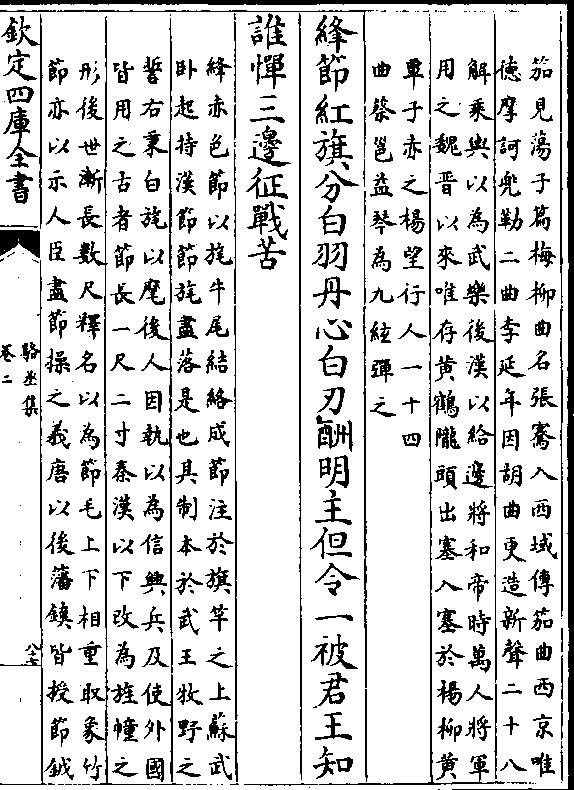 笳見蕩子篇梅柳曲名張騫入西域傳笳曲西京唯
德摩訶兠勒二曲李延年因胡曲更造新聲二十八
解乘輿以為武樂後漢以給邊將和帝時萬人將軍
用之魏晉以來唯存黄鶴隴頭出塞入塞於楊柳黄
覃子赤之楊望行人一十四
曲蔡邕益琴為九絃彈之
絳節紅旗分白羽丹心白刃酬明主但令一被君王知
誰憚三邊征戰苦
絳赤色節以旄牛尾結絡成節注於旗竿之上蘇武
卧起持漢節節旄盡落是也具制本於武王牧野之
誓右秉白旄以麾後人因執以為信興兵及使外國
皆用之古者節長一尺二寸秦漢以下改為旌幢之
形後世漸長數尺釋名以為節毛上下相重取象竹
節亦以示人臣盡節操之義唐以後藩鎮皆授節鉞
欽定四庫全書
駱丞集
卷二